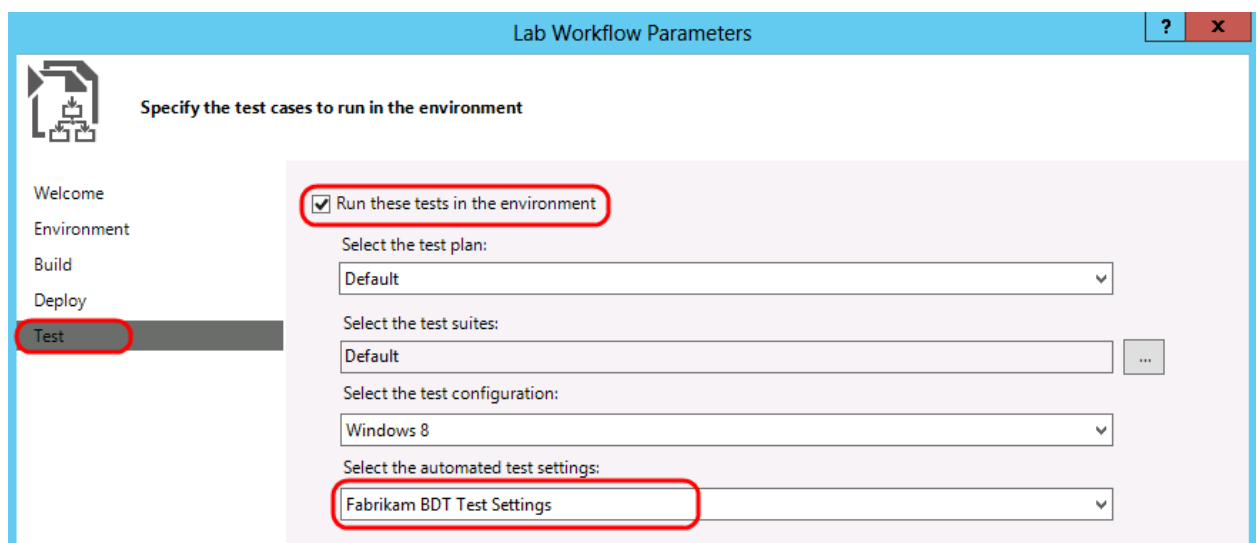 Lab Workflow Parameters
? x
Specify the test cases to run in the environment
Welcome
Environment
Build
Deploy
Test
Run these tests in the environment
Select the test plan:
Default
Select the test suites:
Default
...
Select the test configuration:
Windows 8
Select the automated test settings:
Fabrikam BDT Test Settings